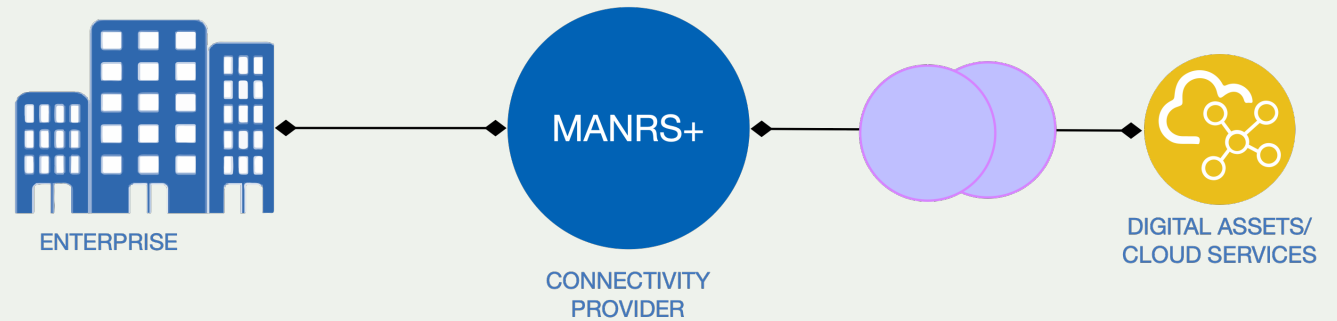 MANRS+
ENTERPRISE
CONNECTIVITY
PROVIDER
DIGITAL ASSETS/
CLOUD SERVICES